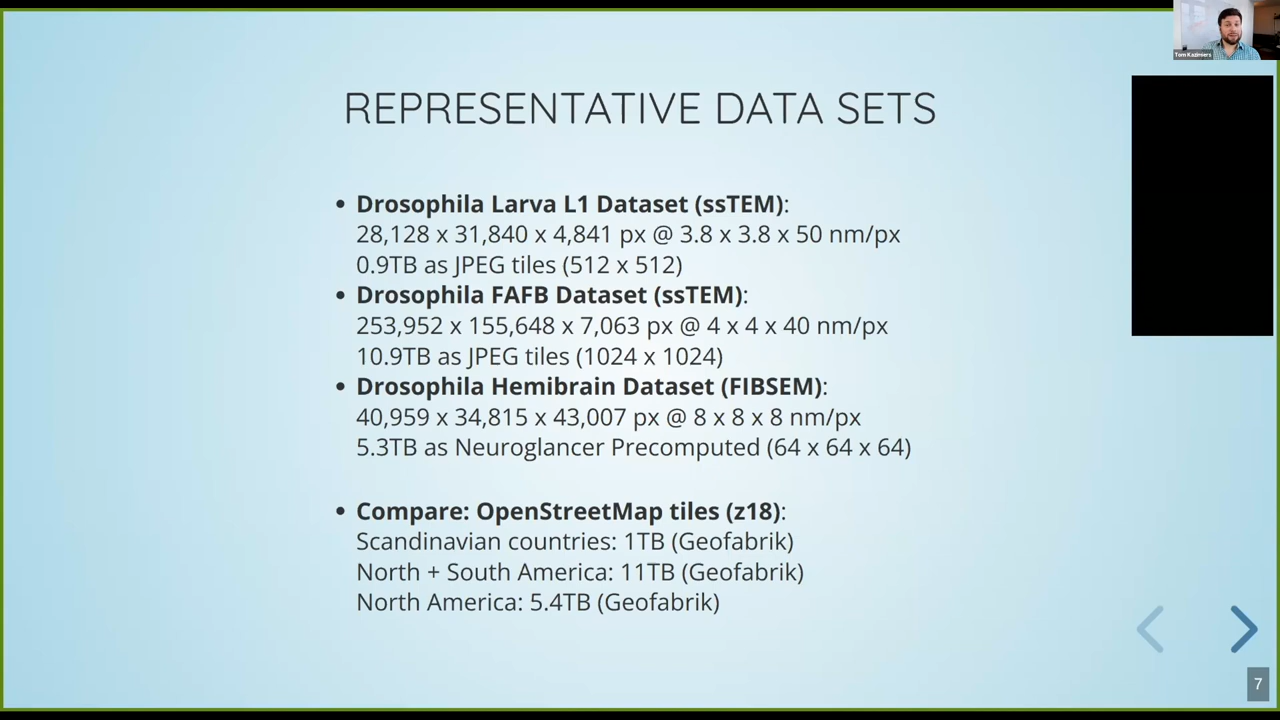 Tom Kazimiers
REPRESENTATIVE DATA SETS
• Drosophila Larva L1 Dataset (ssTEM):
28,128 x 31,840 x 4,841 px @ 3.8 x 3.8 x 50 nm/px
0.9TB as JPEG tiles (512 x 512)
• Drosophila FAFB Dataset (ssTEM):
253,952 x 155,648 x 7,063 px @ 4 x 4 x 40 nm/px
10.9TB as JPEG tiles (1024 x 1024)
• Drosophila Hemibrain Dataset (FIBSEM):
40,959 x 34,815 x 43,007 px @ 8 x 8 x 8 nm/px
5.3TB as Neuroglancer Precomputed (64 x 64 x 64)
• Compare: OpenStreetMap tiles (z18):
Scandinavian countries: 1TB (Geofabrik)
North + South America: 11TB (Geofabrik)
North America: 5.4TB (Geofabrik)
7